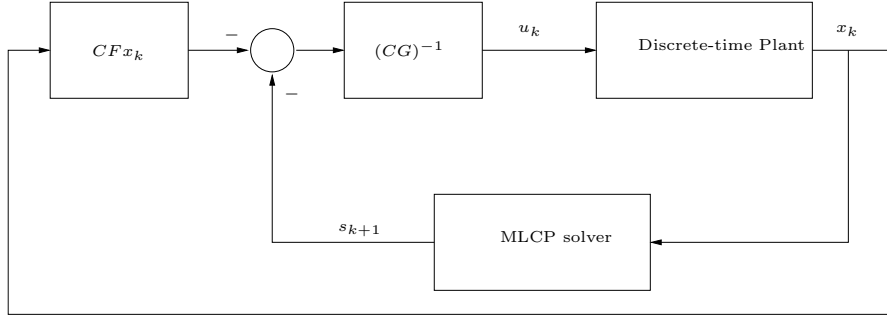 CFx_k
−
(CG)^{-1}
u_k
Discrete-time Plant
x_k
−
s_{k+1}
MLCP solver